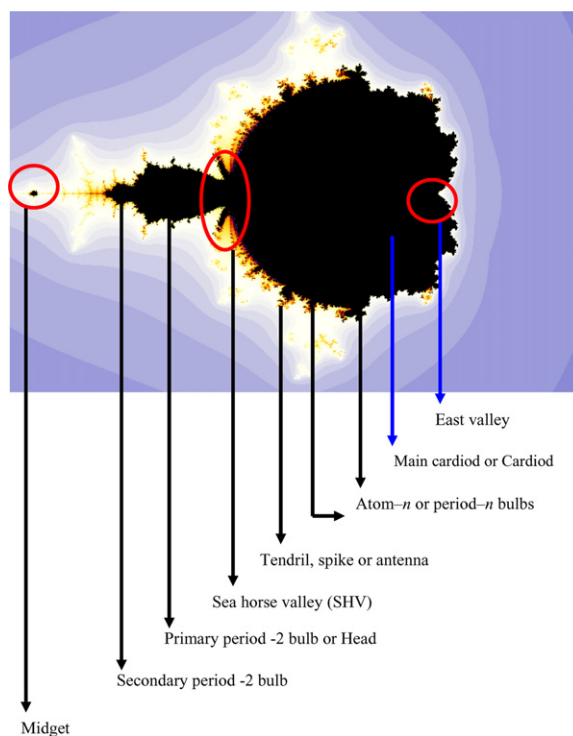 East valley
Main cardiod or Cardiod
Atom–n or period–n bulbs
Tendril, spike or antenna
Sea horse valley (SHV)
Primary period -2 bulb or Head
Secondary period -2 bulb
Midget